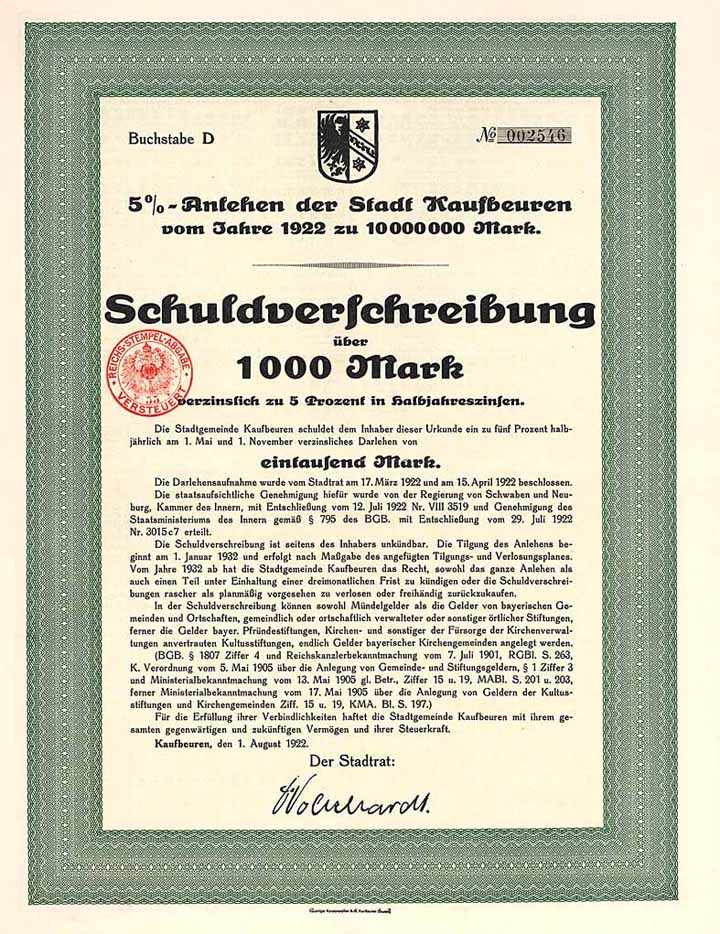 Buchstabe D
№ 002546
5%-Anlehen der Stadt Kaufbeuren
vom Jahre 1922 zu 10000000 Mark.
Schuldverschreibung
über
1000 Mark
REICHS-STEMPEL-ABGABE
55
VERSTEUERT
verzinslich zu 5 Prozent in Halbjahreszinsen.
Die Stadtgemeinde Kaufbeuren schuldet dem Inhaber dieser Urkunde ein zu fünf Prozent halb-
jährlich am 1. Mai und 1. November verzinsliches Darlehen von
eintausend Mark.
Die Darlehensaufnahme wurde vom Stadtrat am 17. März 1922 und am 15. April 1922 beschlossen.
Die staatsaufsichtliche Genehmigung hiefür wurde von der Regierung von Schwaben und Neu-
burg, Kammer des Innern, mit Entschließung vom 12. Juli 1922 Nr. VIII 3519 und Genehmigung des
Staatsministeriums des Innern gemäß § 795 des BGB. mit Entschließung vom 29. Juli 1922
Nr. 3015 c 7 erteilt.
Die Schuldverschreibung ist seitens des Inhabers unkündbar. Die Tilgung des Anlehens be-
ginnt am 1. Januar 1932 und erfolgt nach Maßgabe des angefügten Tilgungs- und Verlosungsplanes.
Vom Jahre 1932 ab hat die Stadtgemeinde Kaufbeuren das Recht, sowohl das ganze Anlehen als
auch einen Teil unter Einhaltung einer dreimonatlichen Frist zu kündigen oder die Schuldverschrei-
bungen rascher als planmäßig vorgesehen zu verlosen oder freihändig zurückzukaufen.
In der Schuldverschreibung können sowohl Mündelgelder als die Gelder von bayerischen Ge-
meinden und Ortschaften, gemeindlich oder ortschaftlich verwalteter oder sonstiger örtlicher Stiftungen,
ferner die Gelder bayer. Pfründestiftungen, Kirchen- und sonstiger der Fürsorge der Kirchenverwal-
tungen anvertrauten Kultusstiftungen, endlich Gelder bayerischer Kirchengemeinden angelegt werden.
(BGB. § 1807 Ziffer 4 und Reichskanzlerbekanntmachung vom 7. Juli 1901, RGBl. S. 263,
K. Verordnung vom 5. Mai 1905 über die Anlegung von Gemeinde- und Stiftungsgeldern, § 1 Ziffer 3
und Ministerialbekanntmachung vom 13. Mai 1905 gl. Betr., Ziffer 15 u. 19, MABl. S. 201 u. 203,
ferner Ministerialbekanntmachung vom 17. Mai 1905 über die Anlegung von Geldern der Kultus-
stiftungen und Kirchengemeinden Ziff. 15 u. 19, KMA. Bl. S. 197.)
Für die Erfüllung ihrer Verbindlichkeiten haftet die Stadtgemeinde Kaufbeuren mit ihrem ge-
samten gegenwärtigen und zukünftigen Vermögen und ihrer Steuerkraft.
Kaufbeuren, den 1. August 1922.
Der Stadtrat: